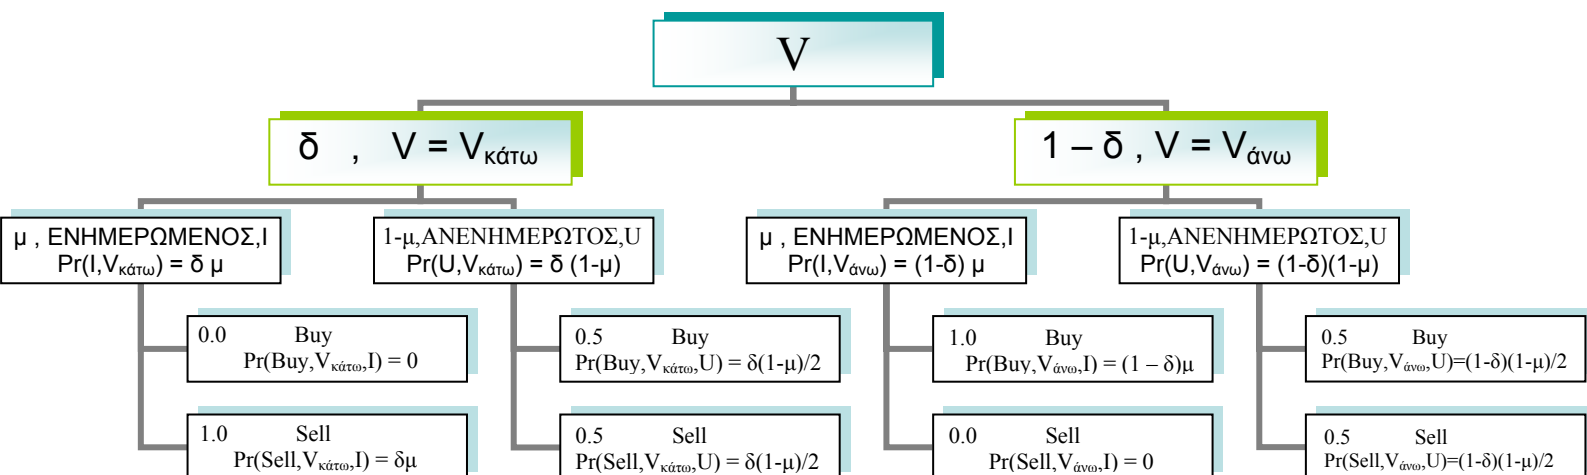 V
δ , V = Vκάτω
1 – δ , V = Vάνω
μ , ΕΝΗΜΕΡΩΜΕΝΟΣ,I
Pr(I,Vκάτω) = δ μ
1-μ,ΑΝΕΝΗΜΕΡΩΤΟΣ,U
Pr(U,Vκάτω) = δ (1-μ)
μ , ΕΝΗΜΕΡΩΜΕΝΟΣ,I
Pr(I,Vάνω) = (1-δ) μ
1-μ,ΑΝΕΝΗΜΕΡΩΤΟΣ,U
Pr(U,Vάνω) = (1-δ)(1-μ)
0.0 Buy
Pr(Buy,Vκάτω,I) = 0
0.5 Buy
Pr(Buy,Vκάτω,U) = δ(1-μ)/2
1.0 Buy
Pr(Buy,Vάνω,I) = (1 – δ)μ
0.5 Buy
Pr(Buy,Vάνω,U)=(1-δ)(1-μ)/2
1.0 Sell
Pr(Sell,Vκάτω,I) = δμ
0.5 Sell
Pr(Sell,Vκάτω,U) = δ(1-μ)/2
0.0 Sell
Pr(Sell,Vάνω,I) = 0
0.5 Sell
Pr(Sell,Vάνω,U)=(1-δ)(1-μ)/2